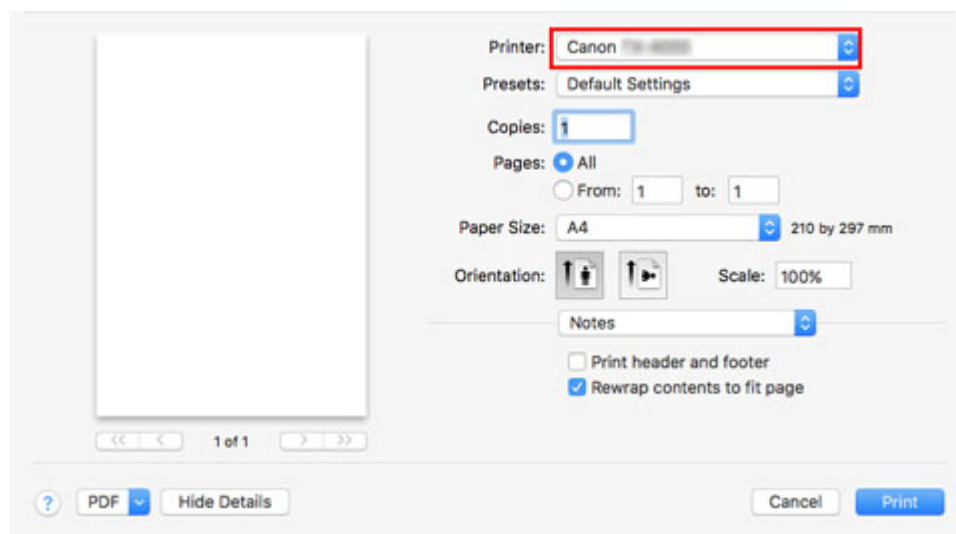 Printer: Canon
Presets: Default Settings
Copies: 1
Pages: All
From: 1 to: 1
Paper Size: A4 210 by 297 mm
Orientation: Scale: 100%
Notes
Print header and footer
Rewrap contents to fit page
<< < 1 of 1 > >>
? PDF Hide Details Cancel Print